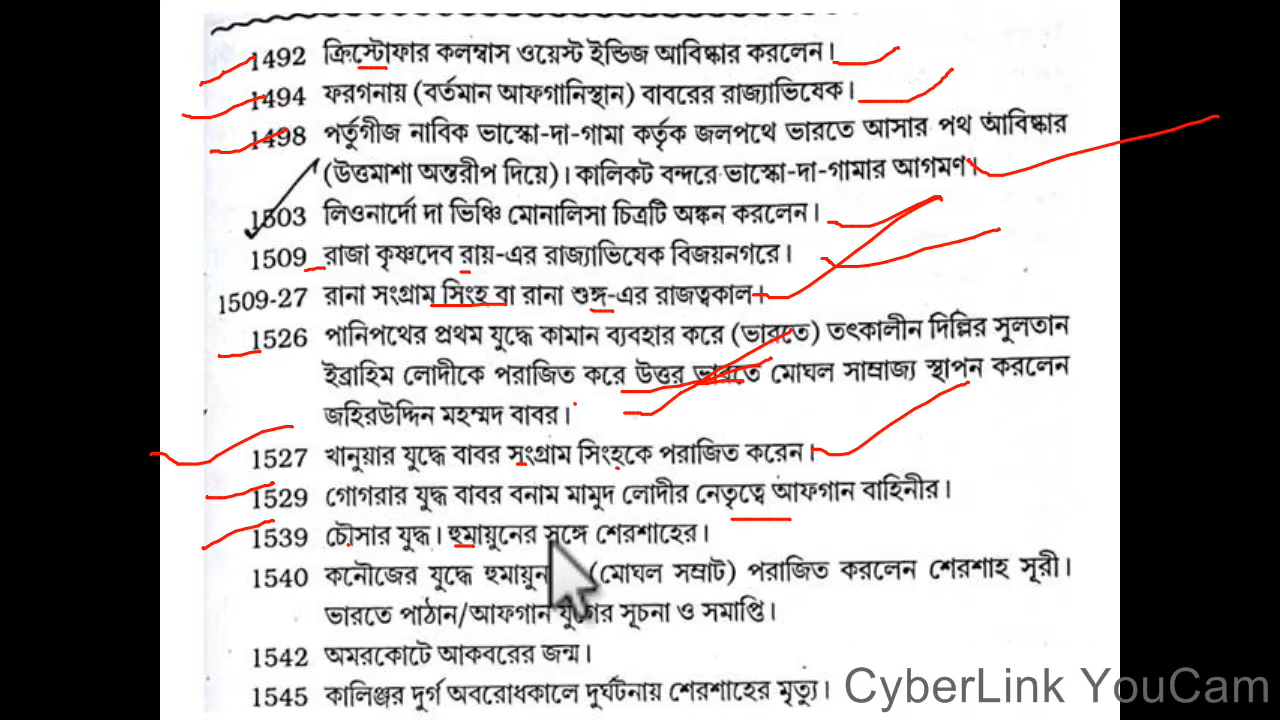 1492 ক্রিস্টোফার কলম্বাস ওয়েস্ট ইন্ডিজ আবিষ্কার করলেন।
1494 ফরগনায় (বর্তমান আফগানিস্থান) বাবরের রাজ্যাভিষেক।
1498 পর্তুগীজ নাবিক ভাস্কো-দা-গামা কর্তৃক জলপথে ভারতে আসার পথ আবিষ্কার
(উত্তমাশা অন্তরীপ দিয়ে)। কালিকট বন্দরে ভাস্কো-দা-গামার আগমণ।
1503 লিওনার্দো দা ভিঞ্চি মোনালিসা চিত্রটি অঙ্কন করলেন।
1509 রাজা কৃষ্ণদেব রায়-এর রাজ্যাভিষেক বিজয়নগরে।
1509-27 রানা সংগ্রাম সিংহ বা রানা শুঙ্গ-এর রাজত্বকাল।
1526 পানিপথের প্রথম যুদ্ধে কামান ব্যবহার করে (ভারতে) তৎকালীন দিল্লির সুলতান
ইব্রাহিম লোদীকে পরাজিত করে উত্তর ভারতে মোঘল সাম্রাজ্য স্থাপন করলেন
জহিরউদ্দিন মহম্মদ বাবর।
1527 খানুয়ার যুদ্ধে বাবর সংগ্রাম সিংহকে পরাজিত করেন।
1529 গোগরার যুদ্ধ বাবর বনাম মামুদ লোদীর নেতৃত্বে আফগান বাহিনীর।
1539 চৌসার যুদ্ধ। হুমায়ুনের সঙ্গে শেরশাহের।
1540 কনৌজের যুদ্ধে হুমায়ুন (মোঘল সম্রাট) পরাজিত করলেন শেরশাহ সূরী।
ভারতে পাঠান/আফগান যুগের সূচনা ও সমাপ্তি।
1542 অমরকোটে আকবরের জন্ম।
1545 কালিঞ্জর দুর্গ অবরোধকালে দুর্ঘটনায় শেরশাহের মৃত্যু।
CyberLink YouCam